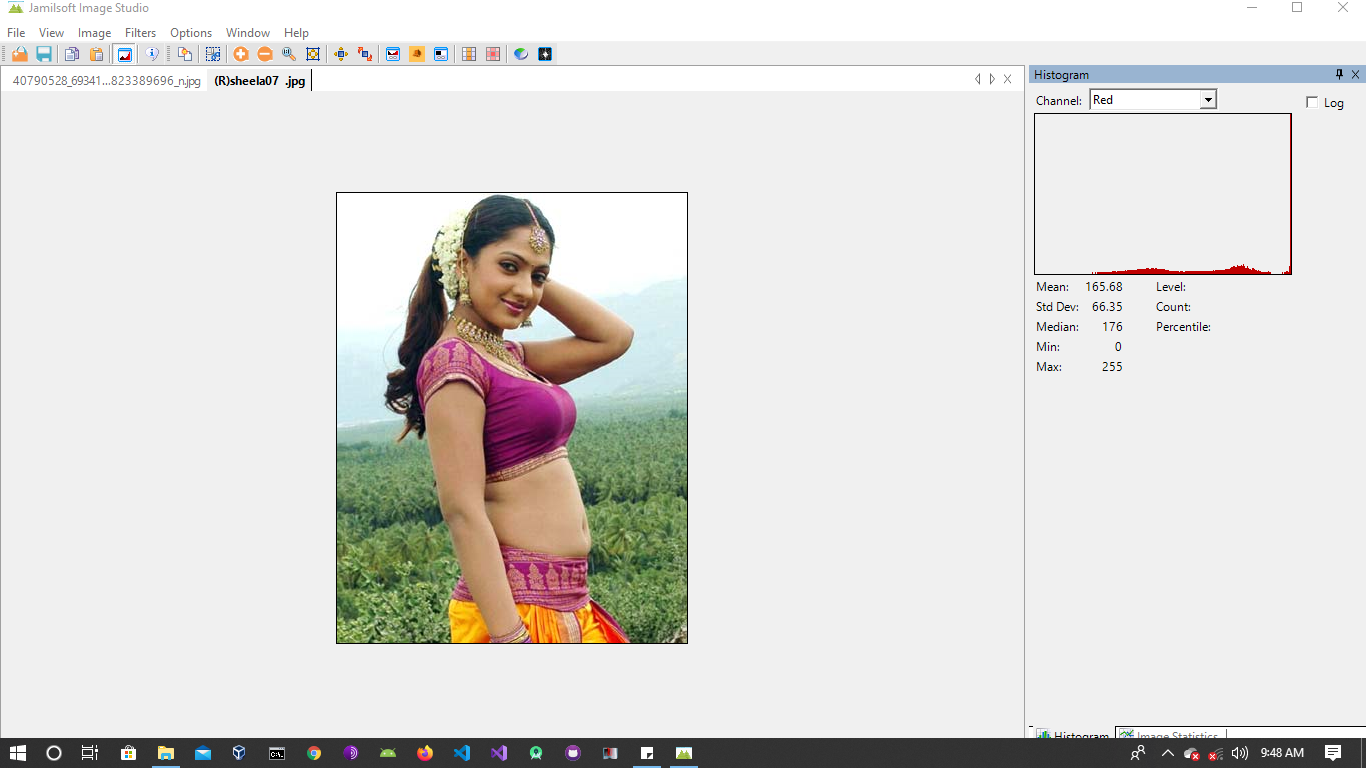 Jamilsoft Image Studio
File View Image Filters Options Window Help
40790528_69341...823389696_n.jpg (R)sheela07 .jpg
Histogram
Channel: Red Log
Mean: 165.68 Level:
Std Dev: 66.35 Count:
Median: 176 Percentile:
Min: 0
Max: 255
Histogram Image Statistics
9:48 AM